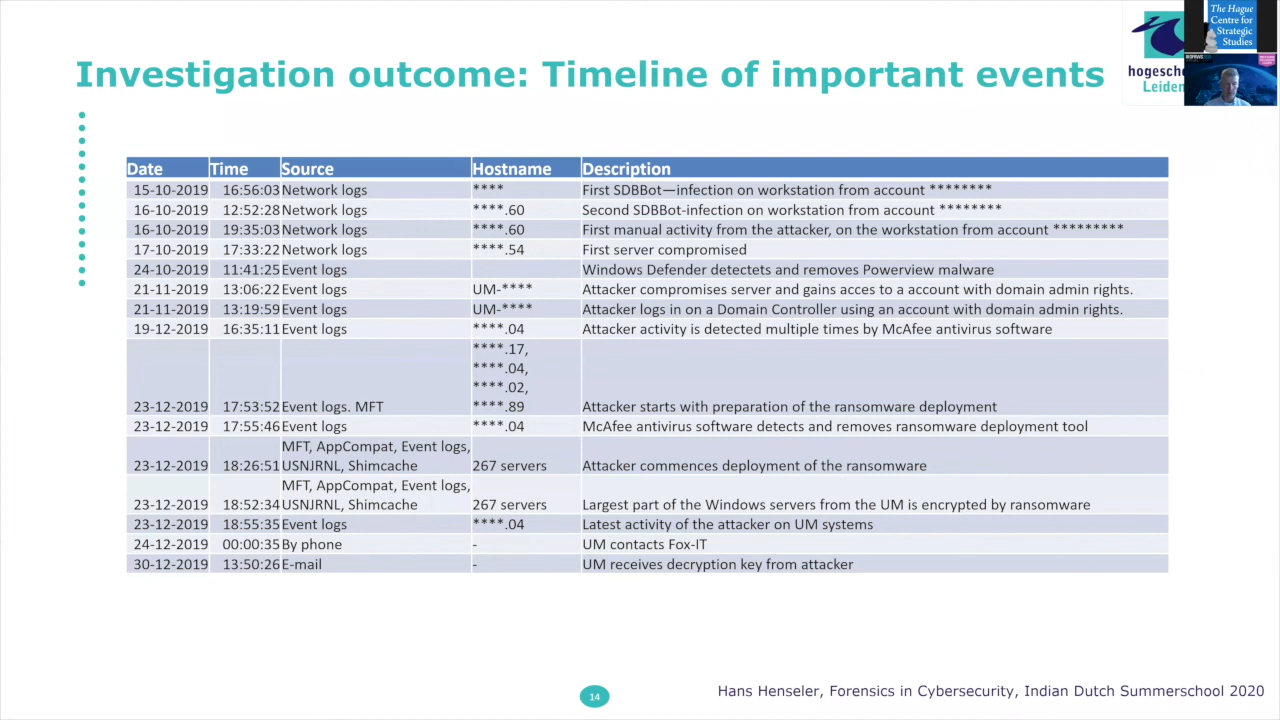 The Hague
Centre for
Strategic
Studies
Investigation outcome: Timeline of important events
hogesch
Leiden
Date Time Source Hostname Description
15-10-2019 16:56:03 Network logs **** First SDBBot—infection on workstation from account ********
16-10-2019 12:52:28 Network logs ****.60 Second SDBBot-infection on workstation from account ********
16-10-2019 19:35:03 Network logs ****.60 First manual activity from the attacker, on the workstation from account *********
17-10-2019 17:33:22 Network logs ****.54 First server compromised
24-10-2019 11:41:25 Event logs Windows Defender detectets and removes Powerview malware
21-11-2019 13:06:22 Event logs UM-**** Attacker compromises server and gains acces to a account with domain admin rights.
21-11-2019 13:19:59 Event logs UM-**** Attacker logs in on a Domain Controller using an account with domain admin rights.
19-12-2019 16:35:11 Event logs ****.04 Attacker activity is detected multiple times by McAfee antivirus software
****.17,
****.04,
****.02,
23-12-2019 17:53:52 Event logs. MFT ****.89 Attacker starts with preparation of the ransomware deployment
23-12-2019 17:55:46 Event logs ****.04 McAfee antivirus software detects and removes ransomware deployment tool
MFT, AppCompat, Event logs,
23-12-2019 18:26:51 USNJRNL, Shimcache 267 servers Attacker commences deployment of the ransomware
MFT, AppCompat, Event logs,
23-12-2019 18:52:34 USNJRNL, Shimcache 267 servers Largest part of the Windows servers from the UM is encrypted by ransomware
23-12-2019 18:55:35 Event logs ****.04 Latest activity of the attacker on UM systems
24-12-2019 00:00:35 By phone - UM contacts Fox-IT
30-12-2019 13:50:26 E-mail - UM receives decryption key from attacker
14
Hans Henseler, Forensics in Cybersecurity, Indian Dutch Summerschool 2020